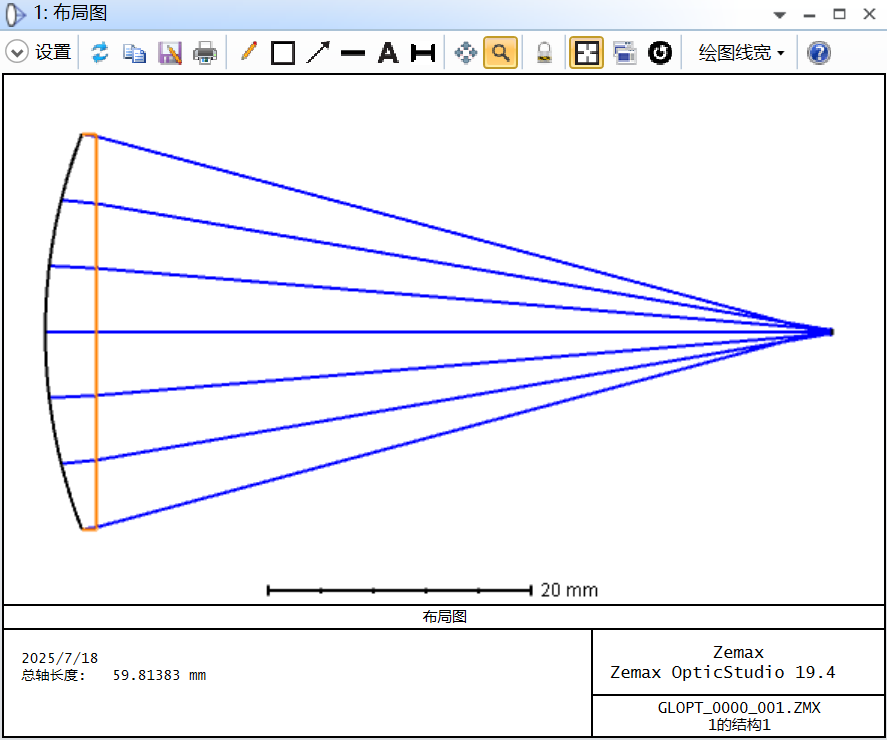 1: 布局图
设置
A
绘图线宽
20 mm
布局图
2025/7/18
总轴长度: 59.81383 mm
Zemax
Zemax OpticStudio 19.4
GLOPT_0000_001.ZMX
1的结构1